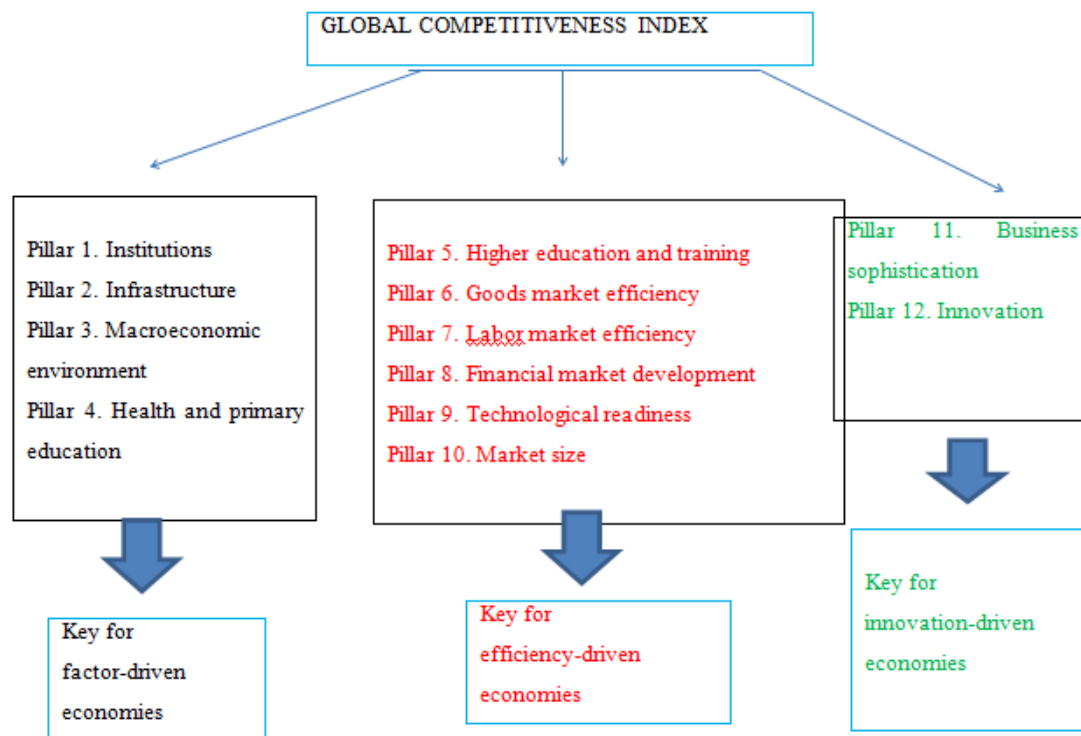 GLOBAL COMPETITIVENESS INDEX
Pillar 1. Institutions
Pillar 2. Infrastructure
Pillar 3. Macroeconomic
environment
Pillar 4. Health and primary
education
Pillar 5. Higher education and training
Pillar 6. Goods market efficiency
Pillar 7. Labor market efficiency
Pillar 8. Financial market development
Pillar 9. Technological readiness
Pillar 10. Market size
Pillar 11. Business
sophistication
Pillar 12. Innovation
Key for
factor-driven
economies
Key for
efficiency-driven
economies
Key for
innovation-driven
economies